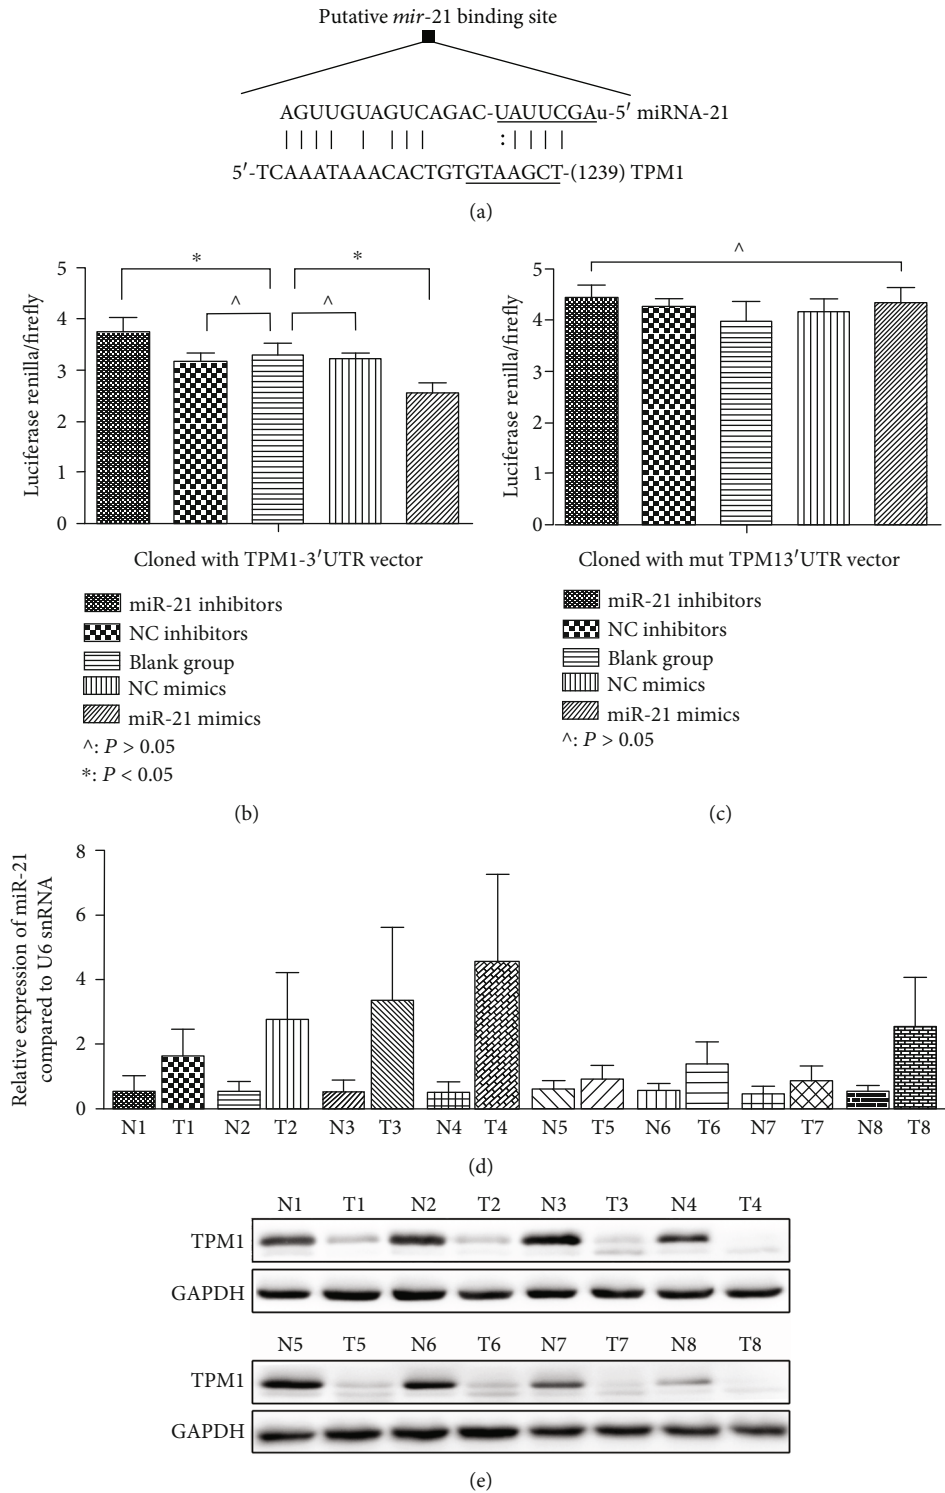 Putative mir-21 binding site
AGUUGUAGUCAGAC-UAUUCGAu-5′ miRNA-21
5′-TCAAATAAACACTGTGTAAGCT-(1239) TPM1
(a)
Luciferase renilla/firefly
5
4
3
2
1
0
*
*
^
^
Cloned with TPM1-3′UTR vector
miR-21 inhibitors
NC inhibitors
Blank group
NC mimics
miR-21 mimics
^: P > 0.05
*: P < 0.05
(b)
Luciferase renilla/firefly
5
4
3
2
1
0
^
Cloned with mut TPM13′UTR vector
miR-21 inhibitors
NC inhibitors
Blank group
NC mimics
miR-21 mimics
^: P > 0.05
(c)
Relative expression of miR-21
compared to U6 snRNA
8
6
4
2
0
N1 T1 N2 T2 N3 T3 N4 T4 N5 T5 N6 T6 N7 T7 N8 T8
(d)
N1 T1 N2 T2 N3 T3 N4 T4
TPM1
GAPDH
N5 T5 N6 T6 N7 T7 N8 T8
TPM1
GAPDH
(e)